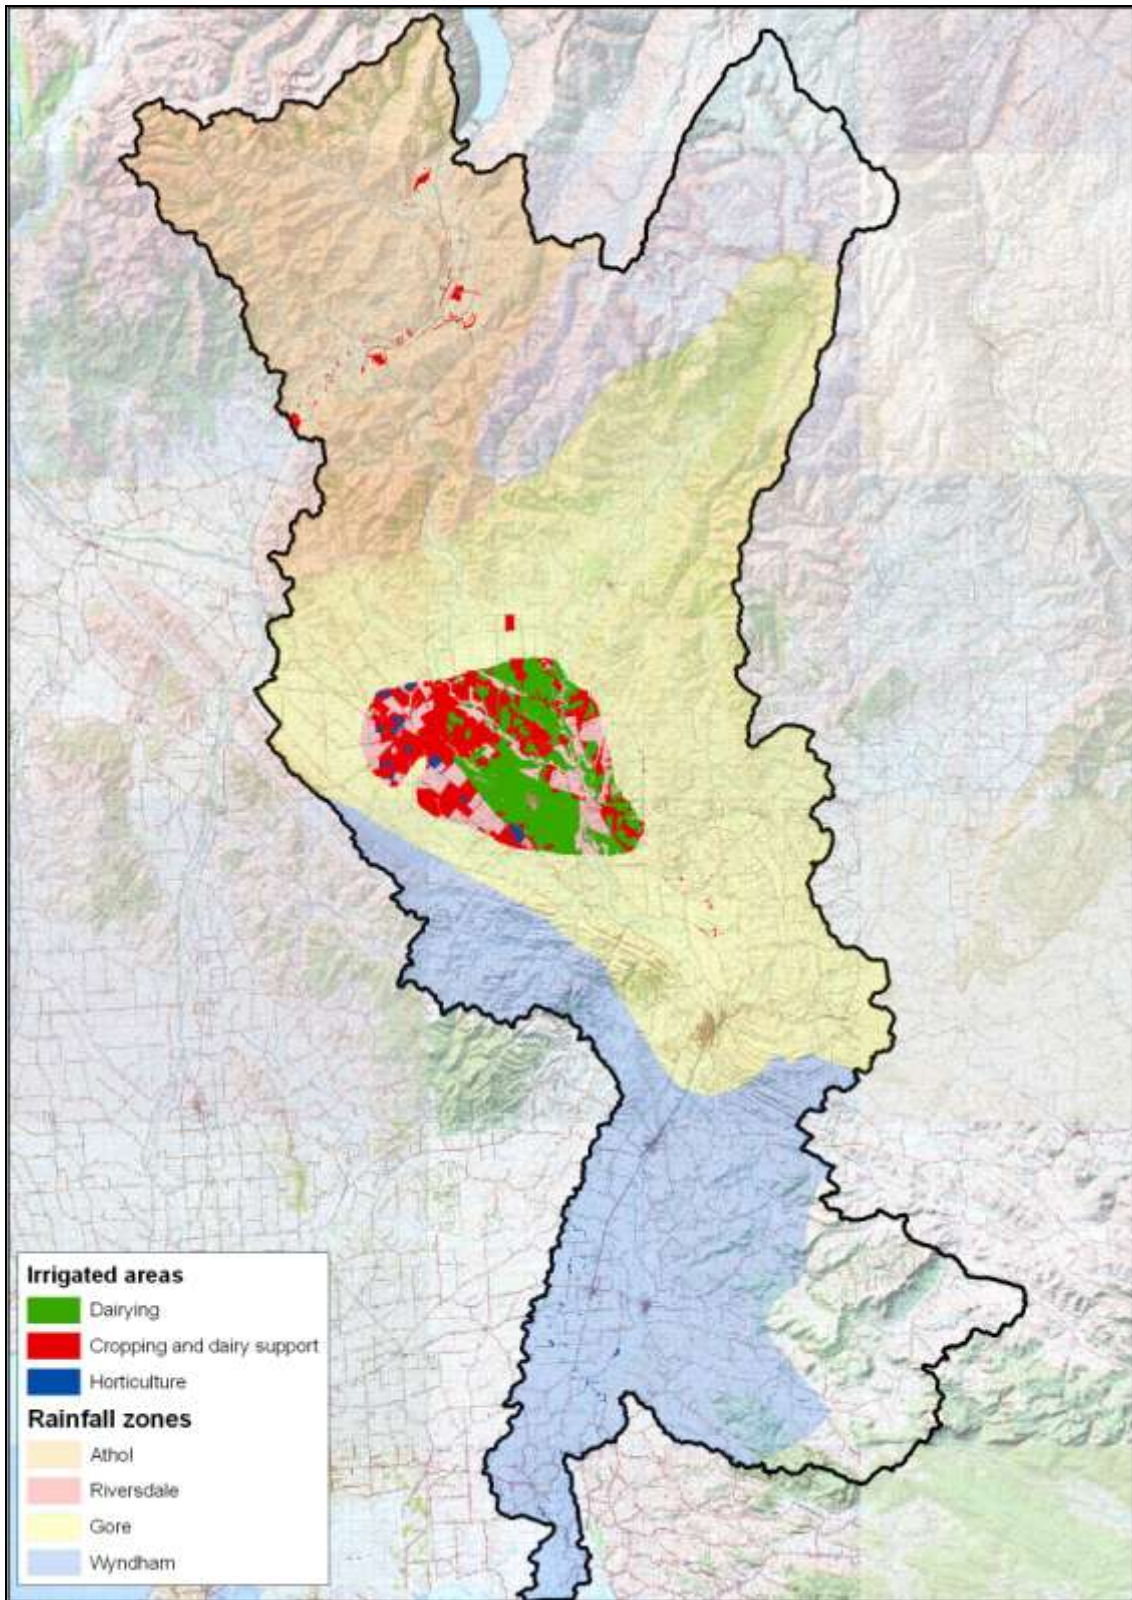 Irrigated areas
Dairying
Cropping and dairy support
Horticulture
Rainfall zones
Athol
Riversdale
Gore
Wyndham